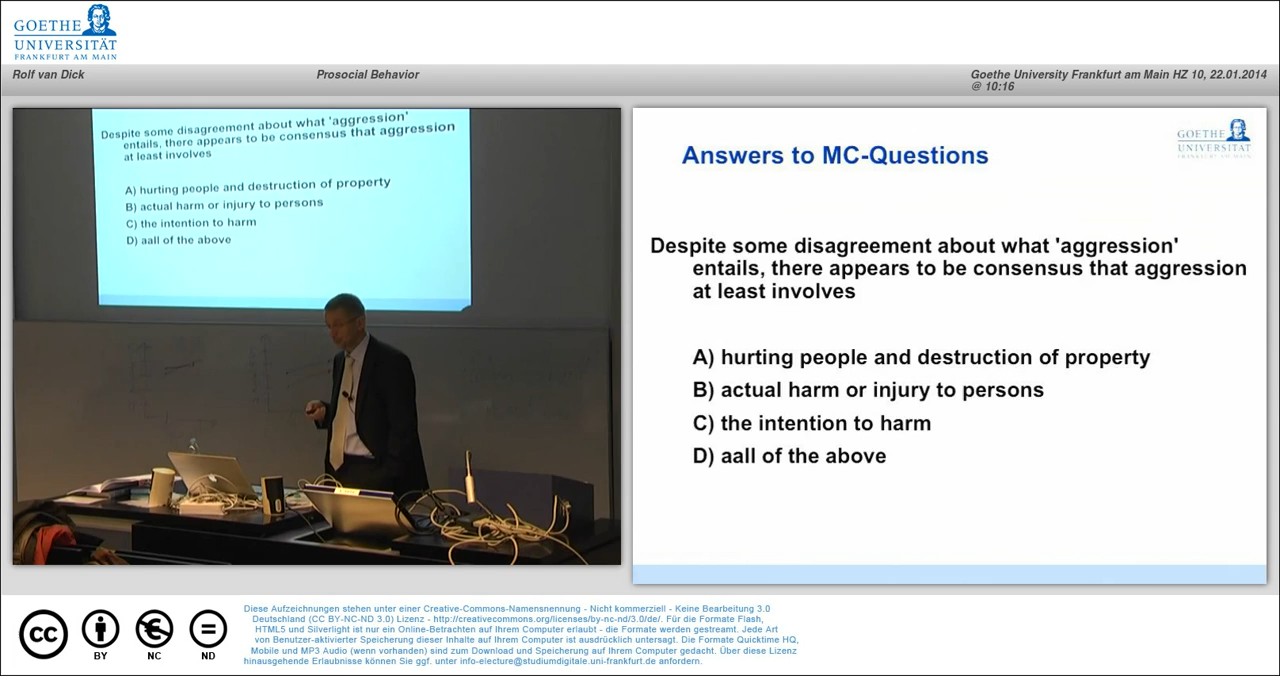 GOETHE
UNIVERSITÄT
FRANKFURT AM MAIN
Rolf van Dick
Prosocial Behavior
Goethe University Frankfurt am Main HZ 10, 22.01.2014
@ 10:16
Despite some disagreement about what 'aggression'
entails, there appears to be consensus that aggression
at least involves
A) hurting people and destruction of property
B) actual harm or injury to persons
C) the intention to harm
D) aall of the above
GOETHE
UNIVERSITÄT
FRANKFURT AM MAIN
Answers to MC-Questions
Despite some disagreement about what 'aggression'
entails, there appears to be consensus that aggression
at least involves
A) hurting people and destruction of property
B) actual harm or injury to persons
C) the intention to harm
D) aall of the above
cc
BY
NC
ND
Diese Aufzeichnungen stehen unter einer Creative-Commons-Namensnennung - Nicht kommerziell - Keine Bearbeitung 3.0
Deutschland (CC BY-NC-ND 3.0) Lizenz - http://creativecommons.org/licenses/by-nc-nd/3.0/de/. Für die Formate Flash,
HTML5 und Silverlight ist nur ein Online-Betrachten auf Ihrem Computer erlaubt - die Formate werden gestreamt. Jede Art
von Benutzer-aktivierter Speicherung dieser Inhalte auf Ihrem Computer ist ausdrücklich untersagt. Die Formate Quicktime HQ,
Mobile und MP3 Audio (wenn vorhanden) sind zum Download und Speicherung auf Ihrem Computer gedacht. Über diese Lizenz
hinausgehende Erlaubnisse können Sie ggf. unter info-electure@studiumdigitale.uni-frankfurt.de anfordern.